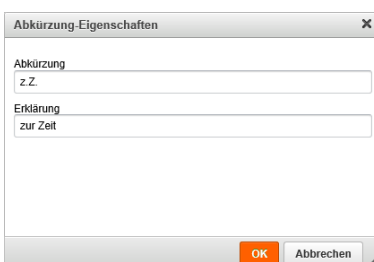 Abkürzung-Eigenschaften
Abkürzung
z.Z.
Erklärung
zur Zeit
OK Abbrechen